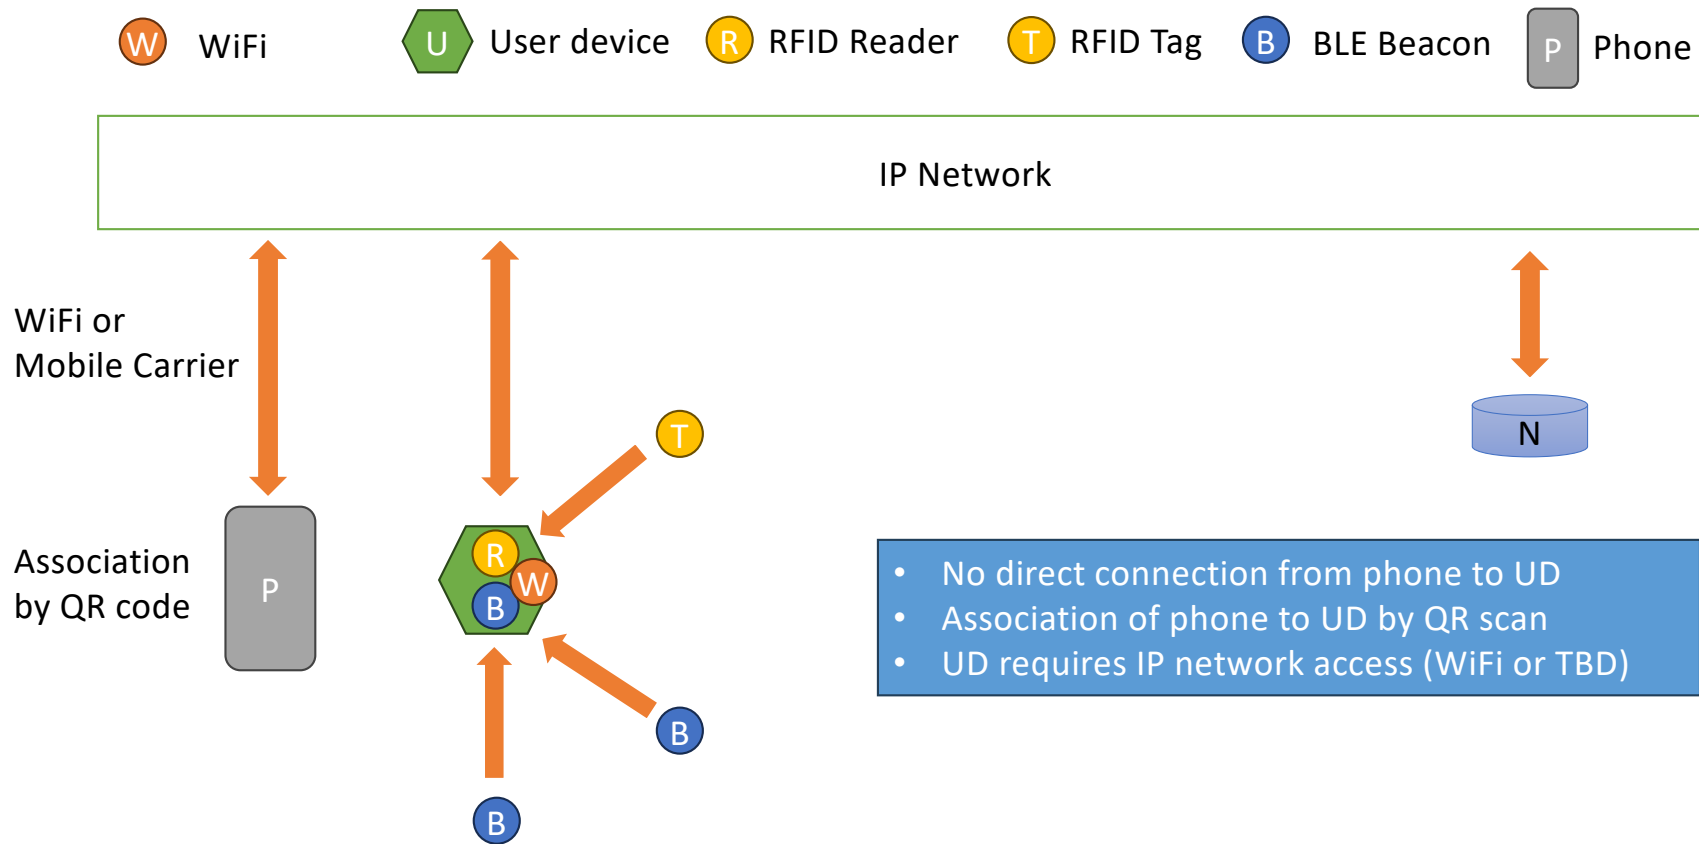 W WiFi U User device R RFID Reader T RFID Tag B BLE Beacon P Phone
IP Network
WiFi or
Mobile Carrier
T
N
Association
by QR code
P
R
W
B
B
B
• No direct connection from phone to UD
• Association of phone to UD by QR scan
• UD requires IP network access (WiFi or TBD)